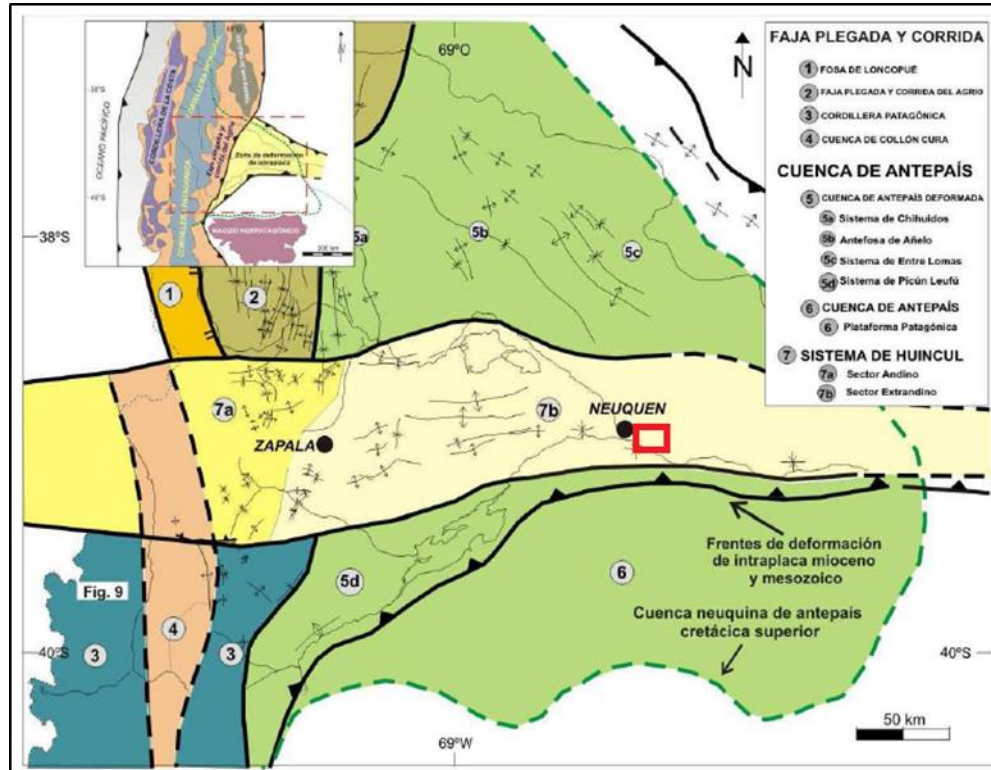 69ºO
N
38ºS
40ºS
OCEANO PACÍFICO
CORDILLERA DE LA COSTA
CORDILLERA PATAGÓNICA
Zona de deformación
de intraplaca
MACIZO NORPATAGÓNICO
200 km
38ºS
5a
5b
5c
1
2
7a
7b
ZAPALA
NEUQUEN
5d
6
Fig. 9
3
4
3
Frentes de deformación
de intraplaca mioceno
y mesozoico
Cuenca neuquina de antepaís
cretácica superior
40ºS
40ºS
69ºW
50 km
FAJA PLEGADA Y CORRIDA
1 FOSA DE LONCOPUÉ
2 FAJA PLEGADA Y CORRIDA DEL AGRIO
3 CORDILLERA PATAGÓNICA
4 CUENCA DE COLLÓN CURA
CUENCA DE ANTEPAÍS
5 CUENCA DE ANTEPAÍS DEFORMADA
5a Sistema de Chihuidos
5b Antefosa de Añelo
5c Sistema de Entre Lomas
5d Sistema de Picún Leufú
6 CUENCA DE ANTEPAÍS
6 Plataforma Patagónica
7 SISTEMA DE HUINCUL
7a Sector Andino
7b Sector Extrandino